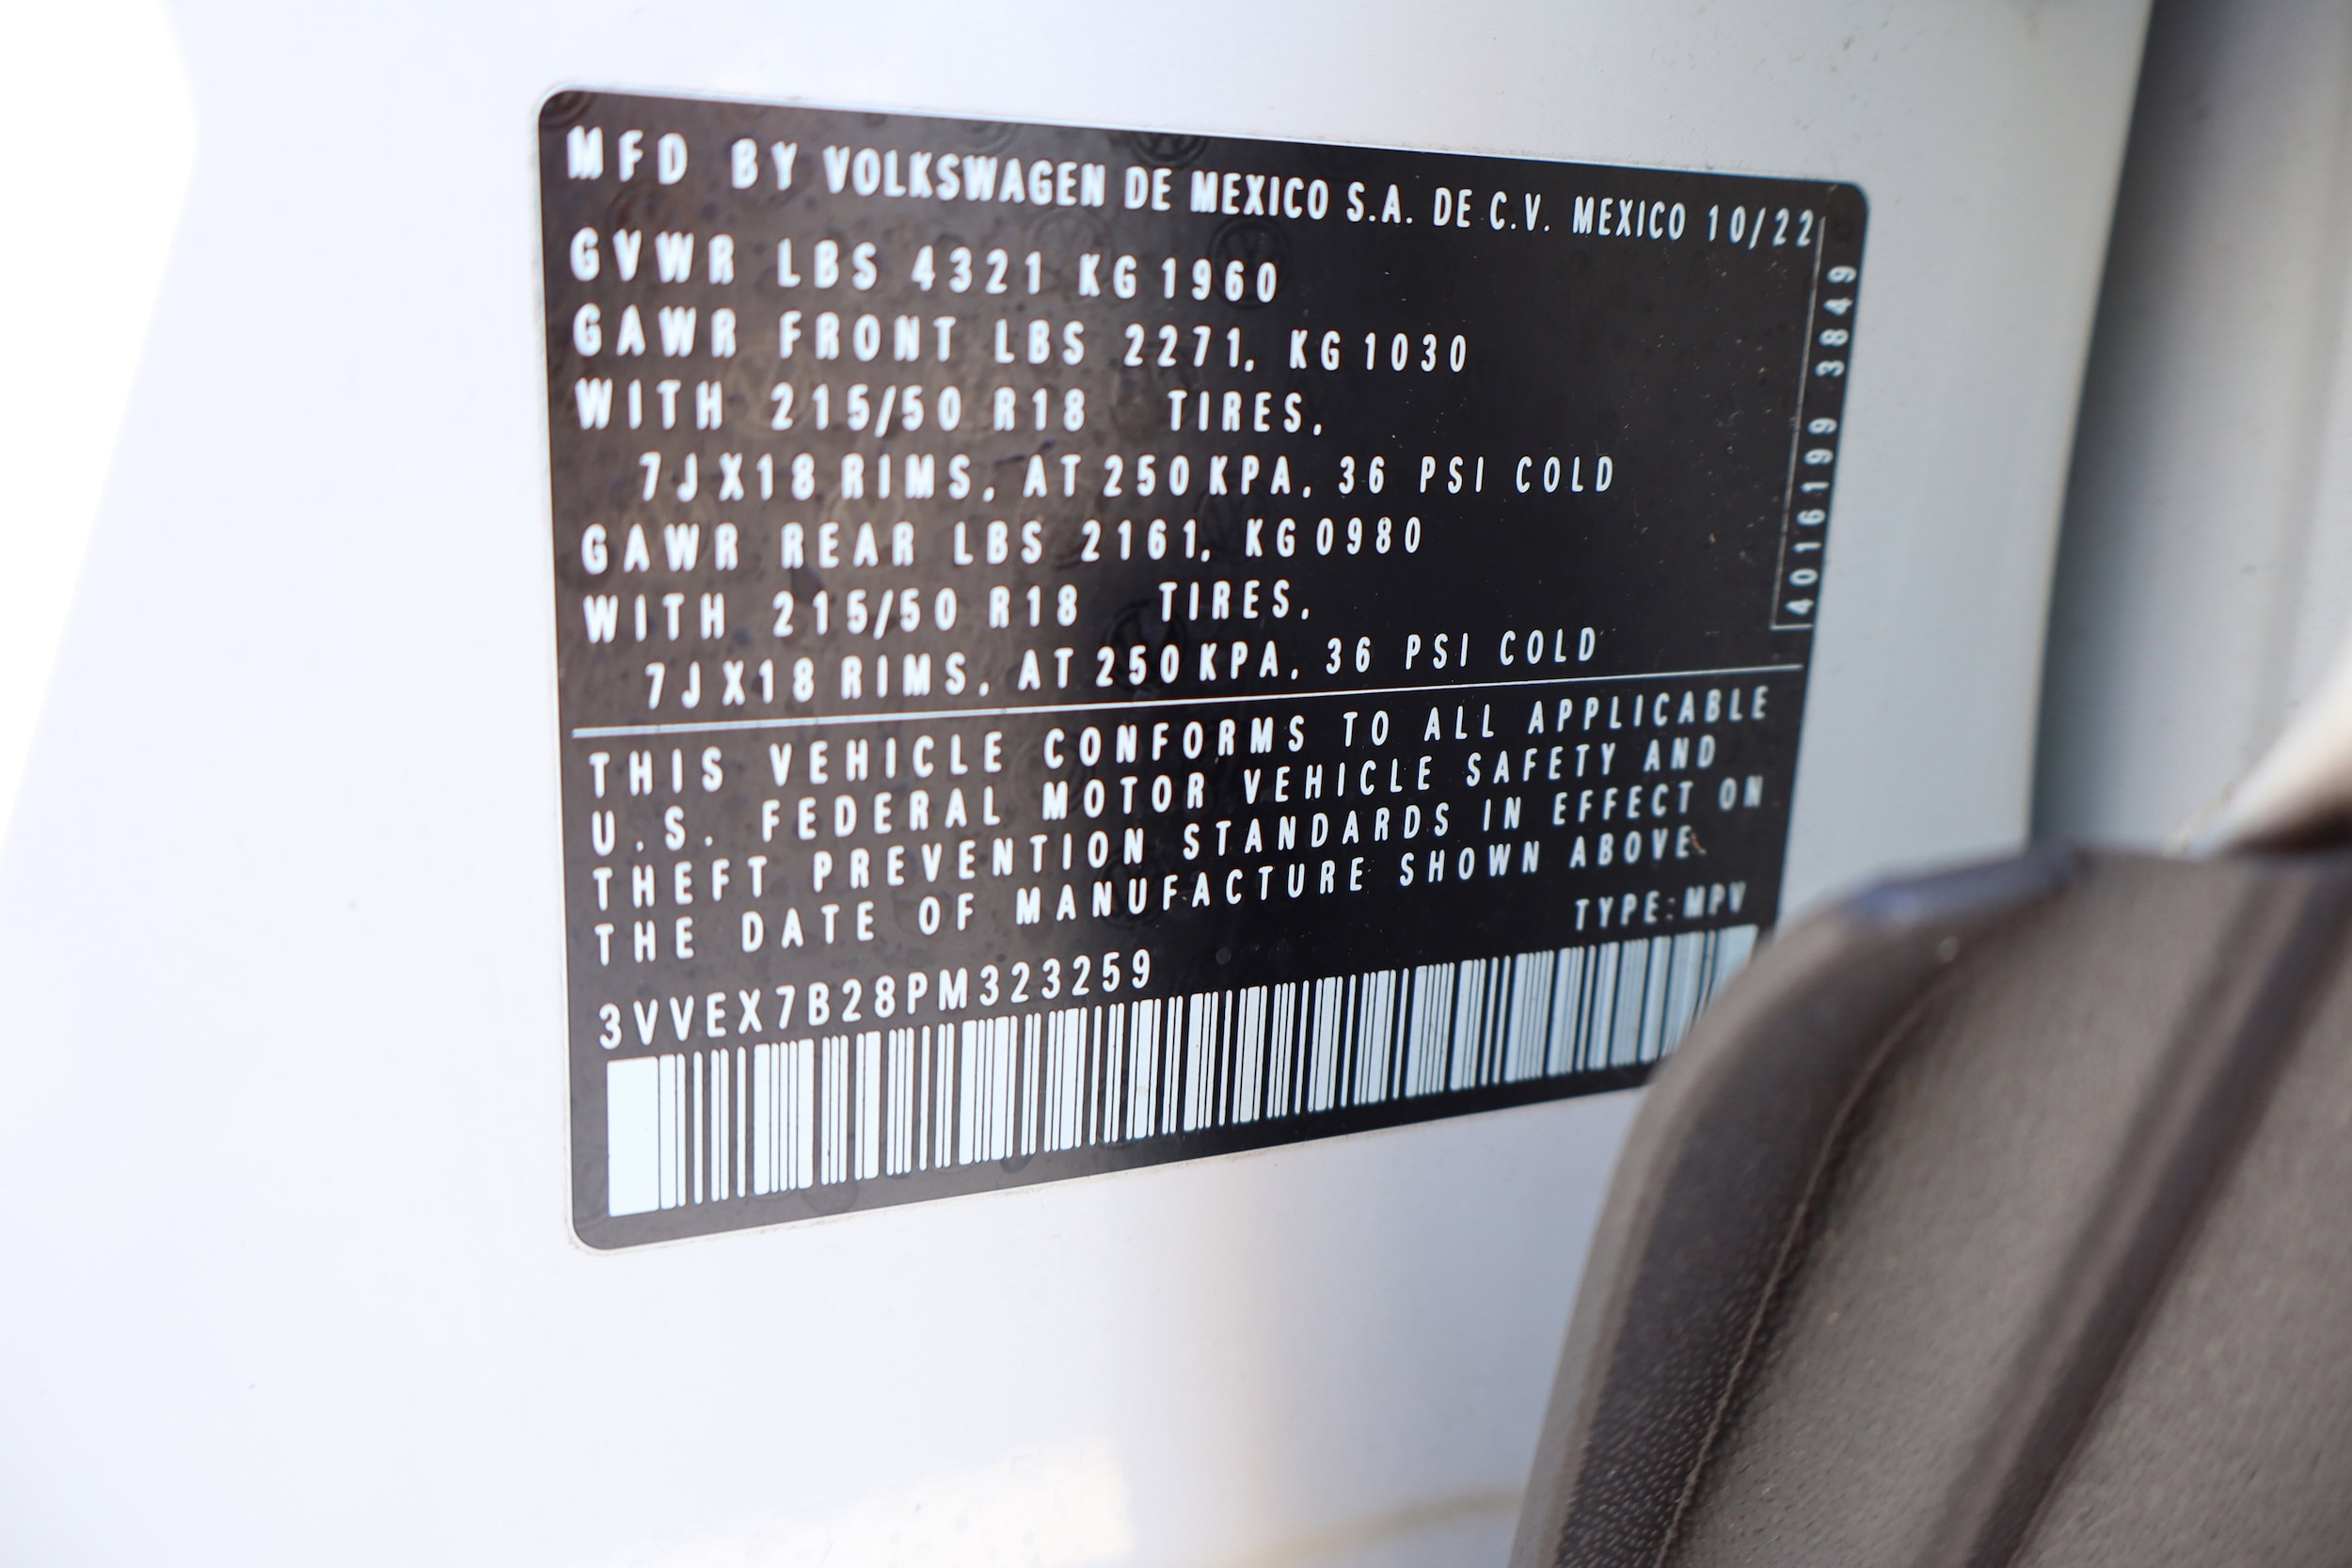 MFD BY VOLKSWAGEN DE MEXICO S.A. DE C.V. MEXICO 10/22
GVWR LBS 4321 KG 1960
GAWR FRONT LBS 2271, KG 1030
WITH 215/50 R18 TIRES,
7J X18 RIMS, AT 250 KPA, 36 PSI COLD
GAWR REAR LBS 2161, KG 0980
WITH 215/50 R18 TIRES,
7J X18 RIMS, AT 250 KPA, 36 PSI COLD
4016199 3849
THIS VEHICLE CONFORMS TO ALL APPLICABLE
U.S. FEDERAL MOTOR VEHICLE SAFETY AND
THEFT PREVENTION STANDARDS IN EFFECT ON
THE DATE OF MANUFACTURE SHOWN ABOVE.
TYPE:MPV
3VVEX7B28PM323259